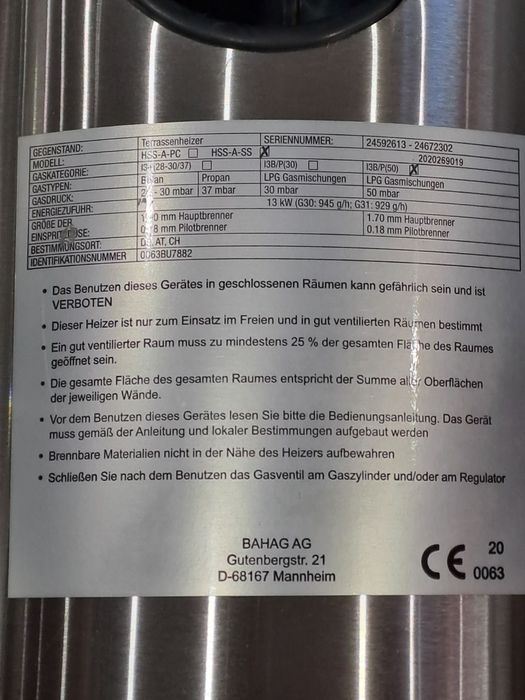 GEGENSTAND: Terrassenheizer SERIENNUMMER: 24592613 - 24672302
MODELL: HSS-A-PC HSS-A-SS 2020269019
GASKATEGORIE: I3+(28-30/37) I3B/P(30) I3B/P(50)
GASTYPEN: Propan LPG Gasmischungen LPG Gasmischungen
GASDRUCK: - 30 mbar 37 mbar 30 mbar 50 mbar
ENERGIEZUFUHR: 13 kW (G30: 945 g/h; G31: 929 g/h)
GRÖßE DER mm Hauptbrenner 1.70 mm Hauptbrenner
mm Pilotbrenner 0.18 mm Pilotbrenner
BESTIMMUNGSORT: AT, CH
IDENTIFIKATIONSNUMMER 0063BU7882
• Das Benutzen dieses Gerätes in geschlossenen Räumen kann gefährlich sein und ist
VERBOTEN
• Dieser Heizer ist nur zum Einsatz im Freien und in gut ventilierten Räumen bestimmt
• Ein gut ventilierter Raum muss zu mindestens 25 % der gesamten Fläche des Raumes
geöffnet sein.
• Die gesamte Fläche des gesamten Raumes entspricht der Summe aller Oberflächen
der jeweiligen Wände.
• Vor dem Benutzen dieses Gerätes lesen Sie bitte die Bedienungsanleitung. Das Gerät
muss gemäß der Anleitung und lokaler Bestimmungen aufgebaut werden
• Brennbare Materialien nicht in der Nähe des Heizers aufbewahren
• Schließen Sie nach dem Benutzen das Gasventil am Gaszylinder und/oder am Regulator
BAHAG AG
Gutenbergstr. 21
D-68167 Mannheim
CE 20
0063